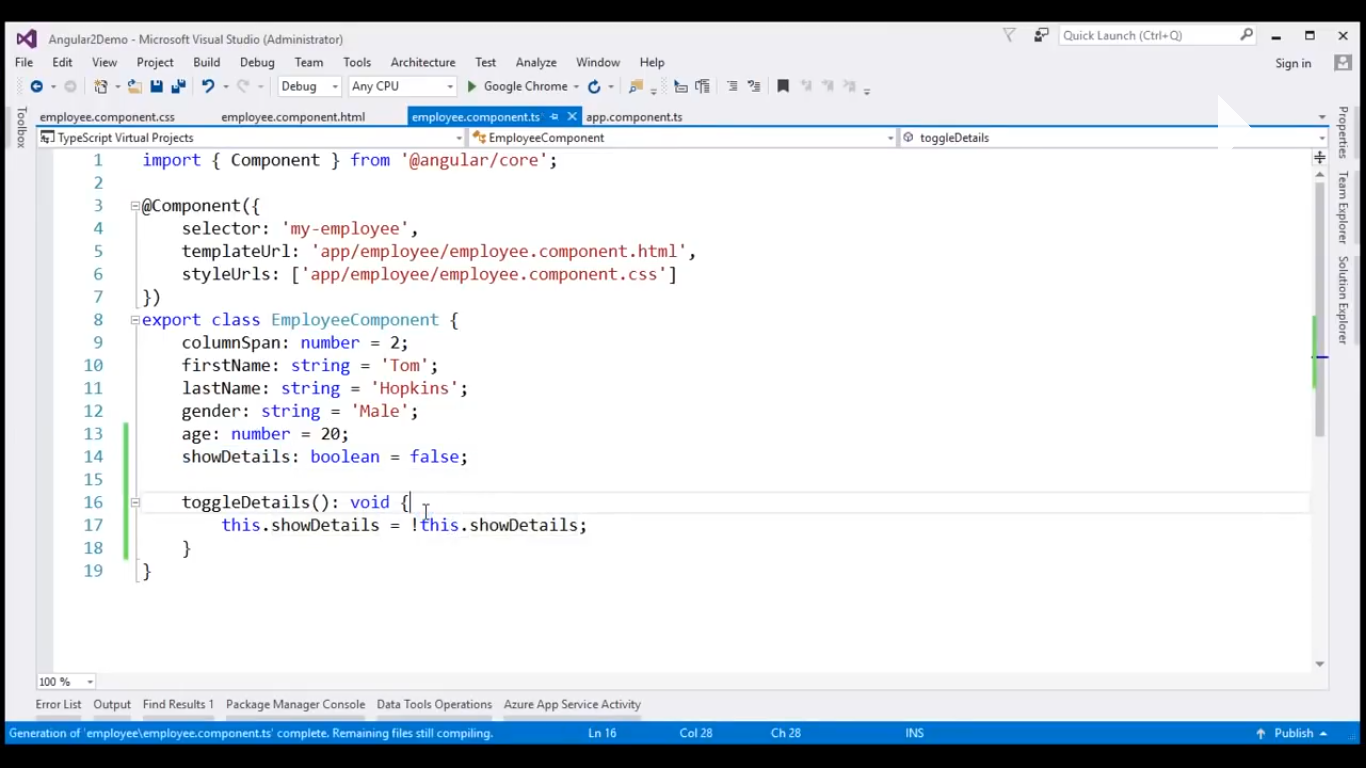 Angular2Demo - Microsoft Visual Studio (Administrator)
Quick Launch (Ctrl+Q)
File Edit View Project Build Debug Team Tools Architecture Test Analyze Window Help
Sign in
Debug Any CPU Google Chrome
Toolbox
employee.component.css employee.component.html employee.component.ts app.component.ts
TypeScript Virtual Projects EmployeeComponent toggleDetails
Properties
Team Explorer
Solution Explorer
1 import { Component } from '@angular/core';
2
3 @Component({
4 selector: 'my-employee',
5 templateUrl: 'app/employee/employee.component.html',
6 styleUrls: ['app/employee/employee.component.css']
7 })
8 export class EmployeeComponent {
9 columnSpan: number = 2;
10 firstName: string = 'Tom';
11 lastName: string = 'Hopkins';
12 gender: string = 'Male';
13 age: number = 20;
14 showDetails: boolean = false;
15
16 toggleDetails(): void {
17 this.showDetails = !this.showDetails;
18 }
19 }
100 %
Error List Output Find Results 1 Package Manager Console Data Tools Operations Azure App Service Activity
Generation of 'employee\employee.component.ts' complete. Remaining files still compiling. Ln 16 Col 28 Ch 28 INS Publish